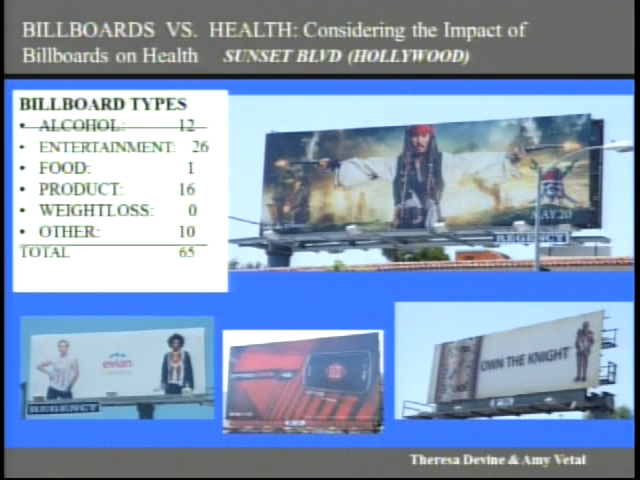 BILLBOARDS VS. HEALTH: Considering the Impact of
Billboards on Health SUNSET BLVD (HOLLYWOOD)
BILLBOARD TYPES
• ALCOHOL: 12
• ENTERTAINMENT: 26
• FOOD: 1
• PRODUCT: 16
• WEIGHTLOSS: 0
• OTHER: 10
TOTAL 65
MAY 20
REGENCY
evian
REGENCY
OWN THE KNIGHT
Theresa Devine & Amy Vetal